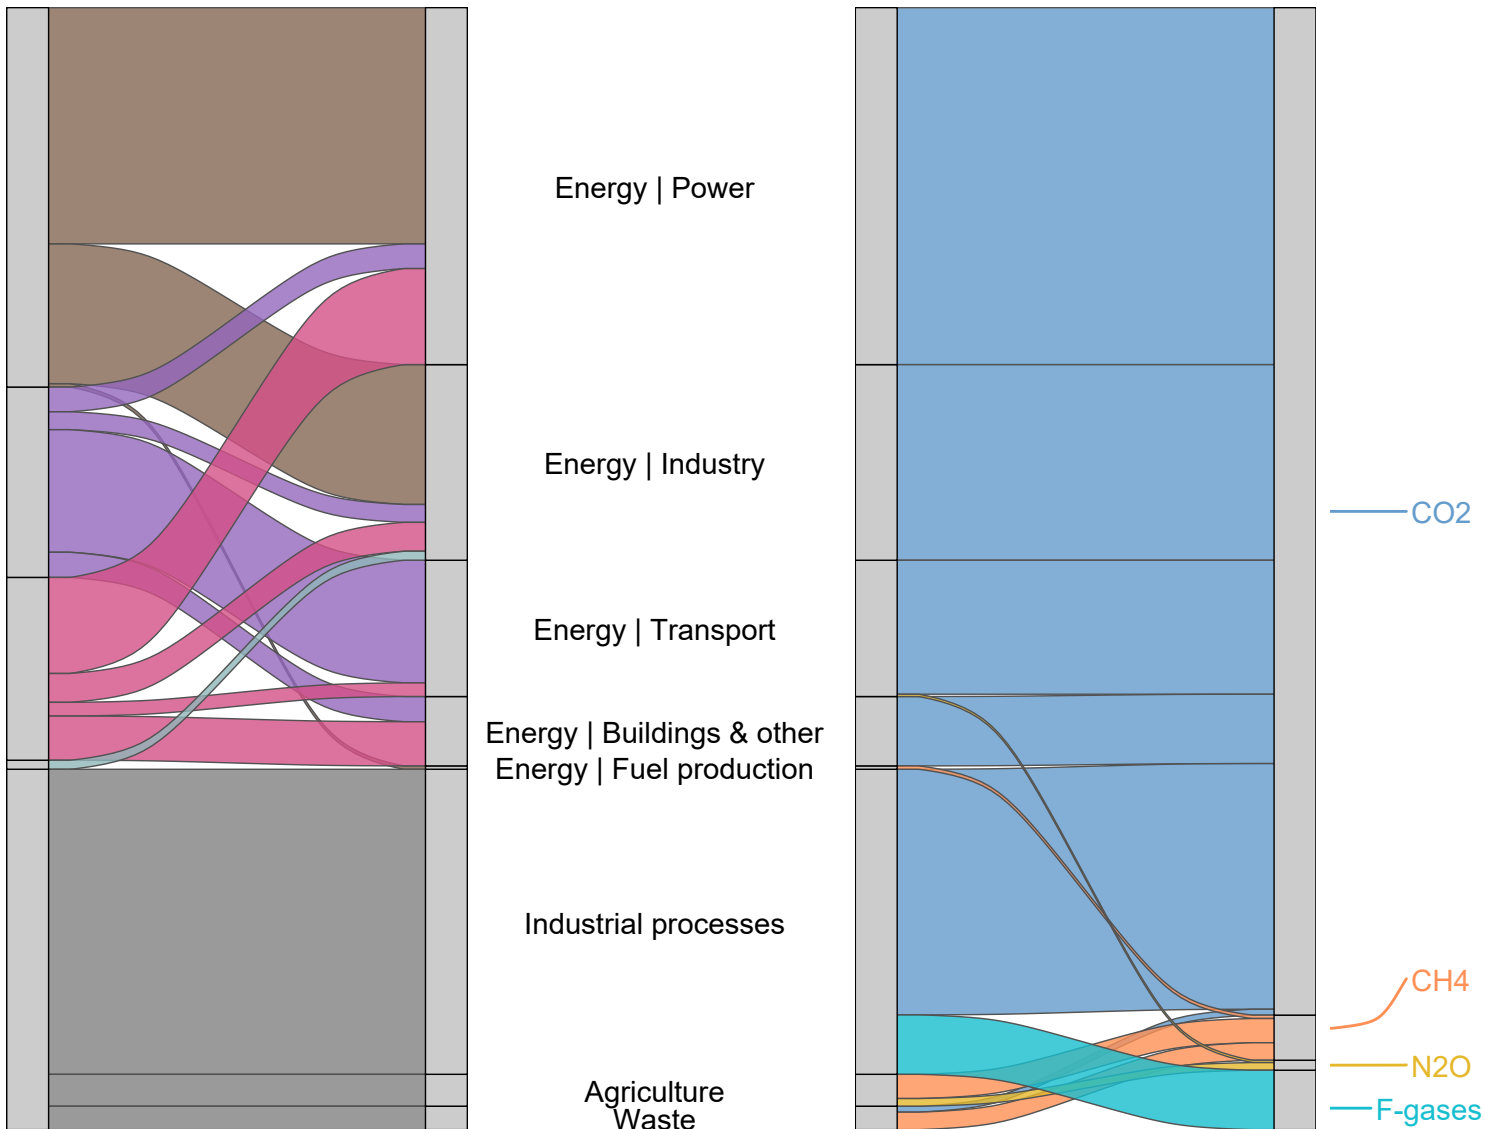 Energy | Power
Energy | Industry
CO2
Energy | Transport
Energy | Buildings & other
Energy | Fuel production
Industrial processes
CH4
N2O
Agriculture
F-gases
Waste